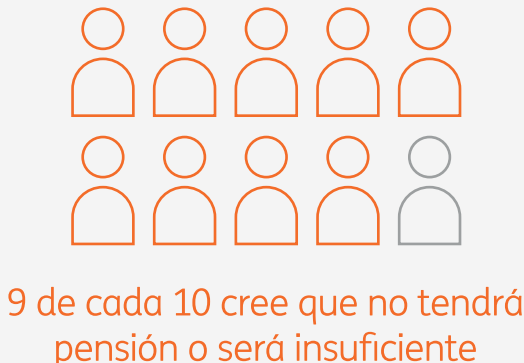 9 de cada 10 cree que no tendrá
pensión o será insuficiente